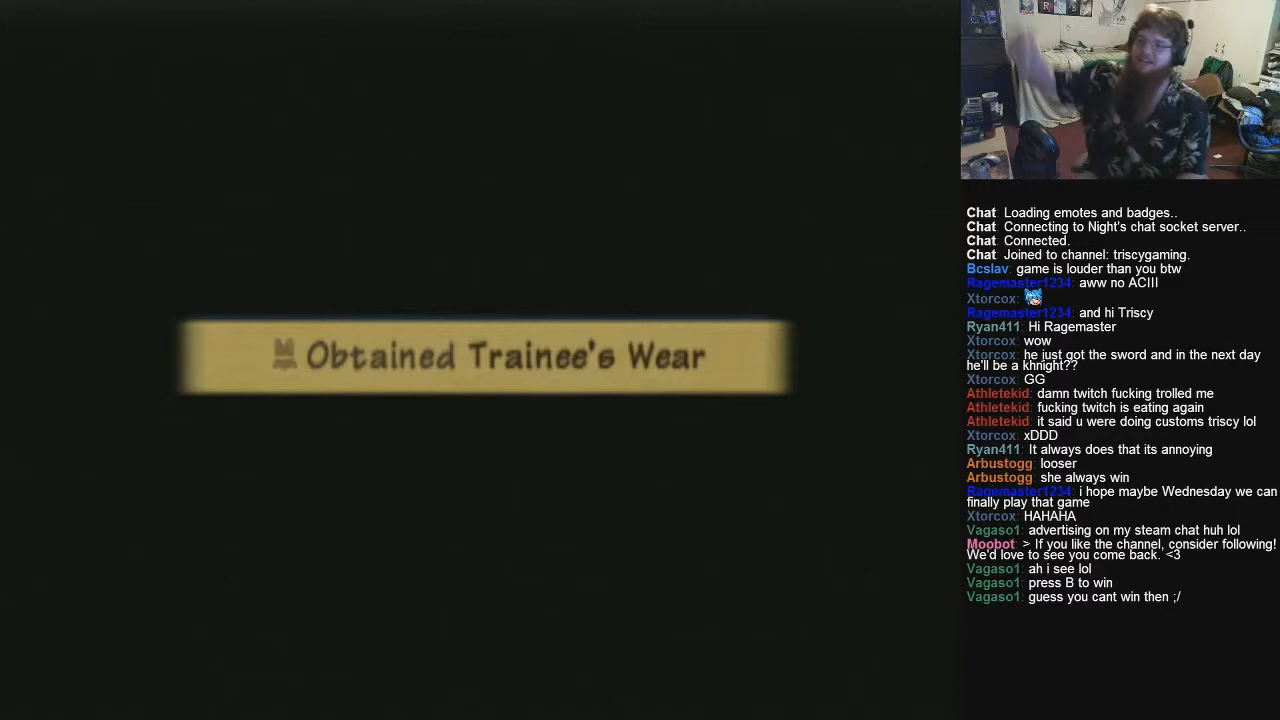 Obtained Trainee's Wear
Chat Loading emotes and badges..
Chat Connecting to Night's chat socket server..
Chat Connected.
Chat Joined to channel: triscygaming.
Bcslav: game is louder than you btw
Ragemaster1234: aww no ACIII
Xtorcox:
Ragemaster1234: and hi Triscy
Ryan411: Hi Ragemaster
Xtorcox: wow
Xtorcox: he just got the sword and in the next day
he'll be a khnight??
Xtorcox: GG
Athletekid: damn twitch fucking trolled me
Athletekid: fucking twitch is eating again
Athletekid: it said u were doing customs triscy lol
Xtorcox: xDDD
Ryan411: It always does that its annoying
Arbustogg: looser
Arbustogg: she always win
Ragemaster1234: i hope maybe Wednesday we can
finally play that game
Xtorcox: HAHAHA
Vagaso1: advertising on my steam chat huh lol
Moobot: > If you like the channel, consider following!
We'd love to see you come back. <3
Vagaso1: ah i see lol
Vagaso1: press B to win
Vagaso1: guess you cant win then ;/